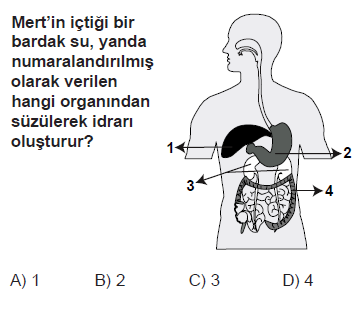 Mert’in içtiği bir
bardak su, yanda
numaralandırılmış
olarak verilen
hangi organından
süzülerek idrarı
oluşturur?
1
2
3
4
A) 1 B) 2 C) 3 D) 4